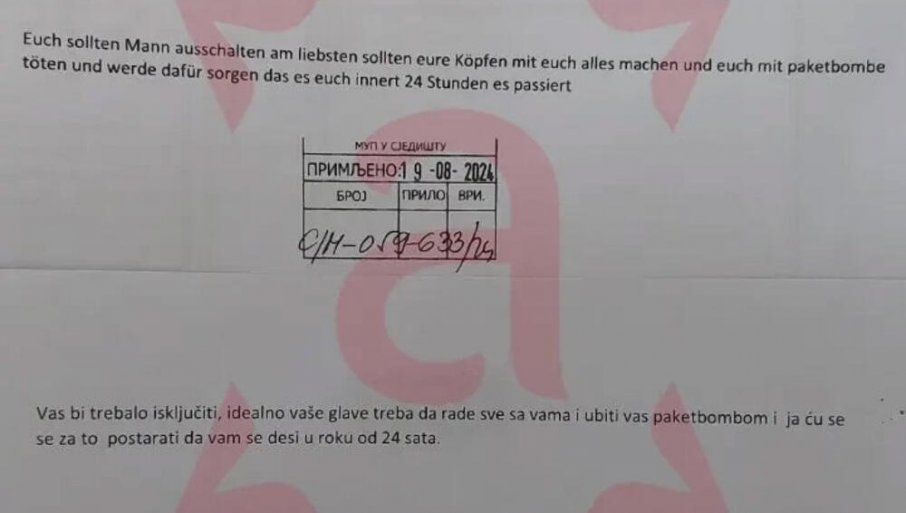 Euch sollten Mann ausschalten am liebsten sollten eure Köpfen mit euch alles machen und euch mit paketbombe
töten und werde dafür sorgen das es euch innert 24 Stunden es passiert
МУП У СЈЕДИШТУ
ПРИМЉЕНО: 19-08-2024
БРОЈ ПРИЛО ВРИ.
a
Vas bi trebalo isključiti, idealno vaše glave treba da rade sve sa vama i ubiti vas paketbombom i ja ću se
se za to postarati da vam se desi u roku od 24 sata.